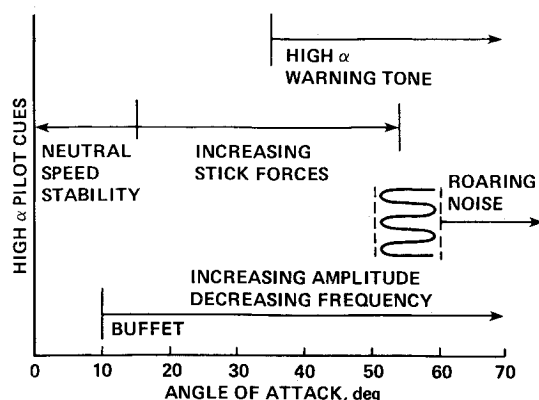 HIGH α
WARNING TONE
NEUTRAL
SPEED
STABILITY
INCREASING
STICK FORCES
ROARING
NOISE
INCREASING AMPLITUDE
DECREASING FREQUENCY
BUFFET
HIGH α PILOT CUES
0 10 20 30 40 50 60 70
ANGLE OF ATTACK, deg